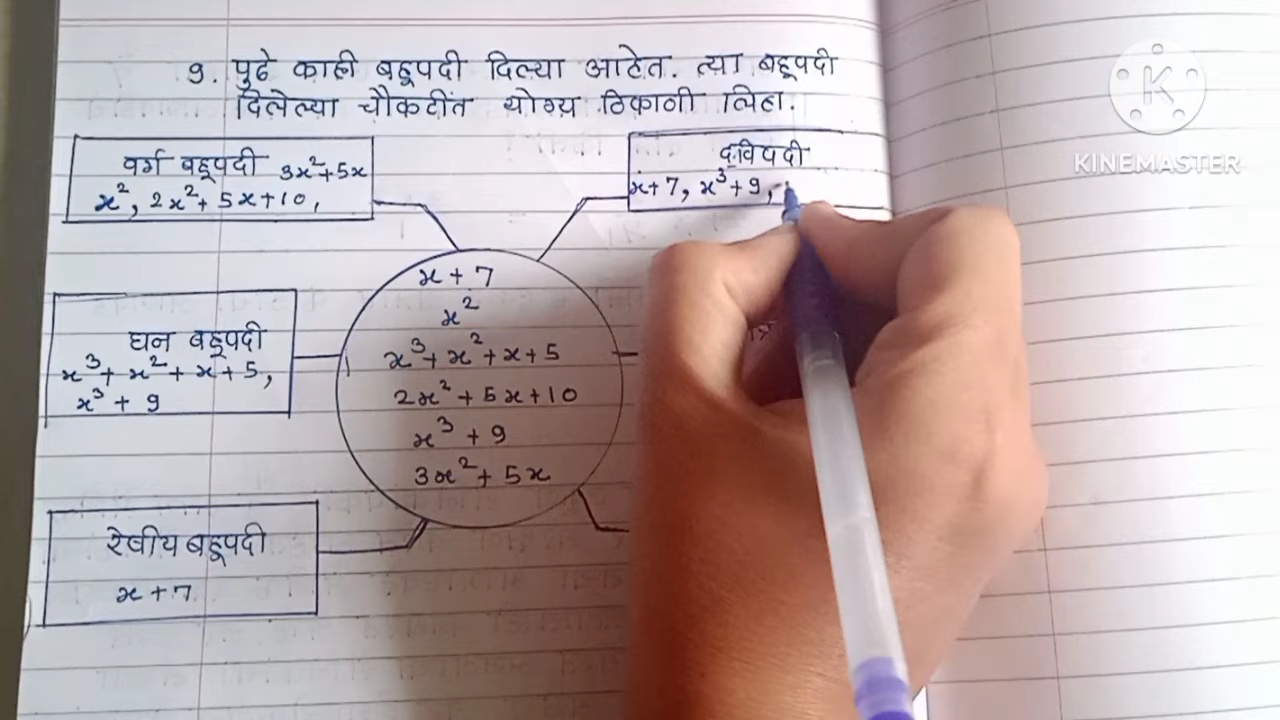 9. पुढे काही बहूपदी दिल्या आहेत. त्या बहूपदी
दिलेल्या चौकटींत योग्य ठिकाणी लिहा.
वर्ग बहूपदी 3x²+5x
x², 2x²+5x+10,
द्विपदी
x+7, x³+9,
x+7
x²
x³+x²+x+5
2x²+5x+10
x³+9
3x²+5x
घन बहूपदी
x³+x²+x+5,
x³+9
रेषीय बहूपदी
x+7
K
KINEMASTER